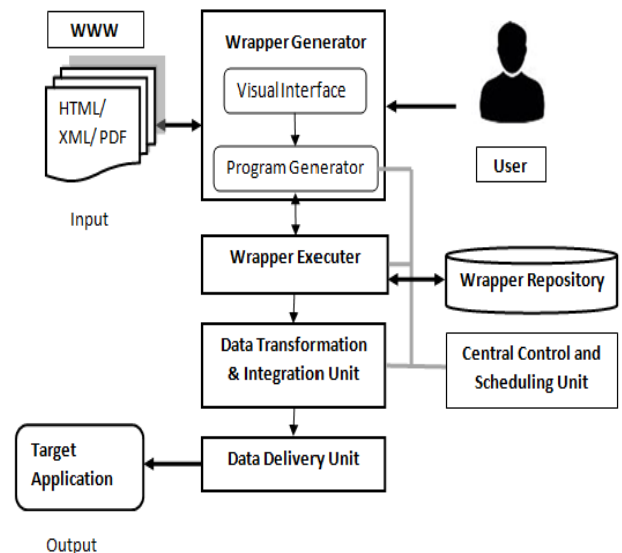 WWW
HTML/
XML/ PDF
Input
Wrapper Generator
Visual Interface
Program Generator
User
Wrapper Executer
Wrapper Repository
Data Transformation
& Integration Unit
Central Control and
Scheduling Unit
Data Delivery Unit
Target
Application
Output